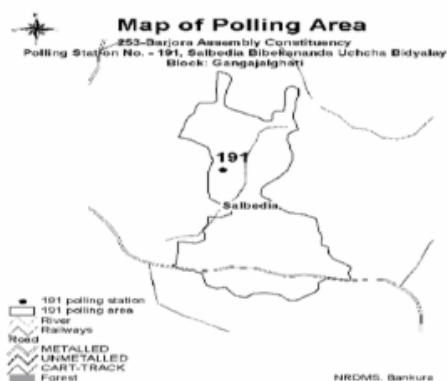 Map of Polling Area
253-Barjora Assembly Constituency
Polling Station No. - 191, Salbedia Bibekananda Uchcha Bidyalay
Block: Gangajalghati
191
Salbedia
191 polling station
191 polling area
River
Railways
Road
METALLED
UNMETALLED
CART-TRACK
Forest
NRDMS, Bankura